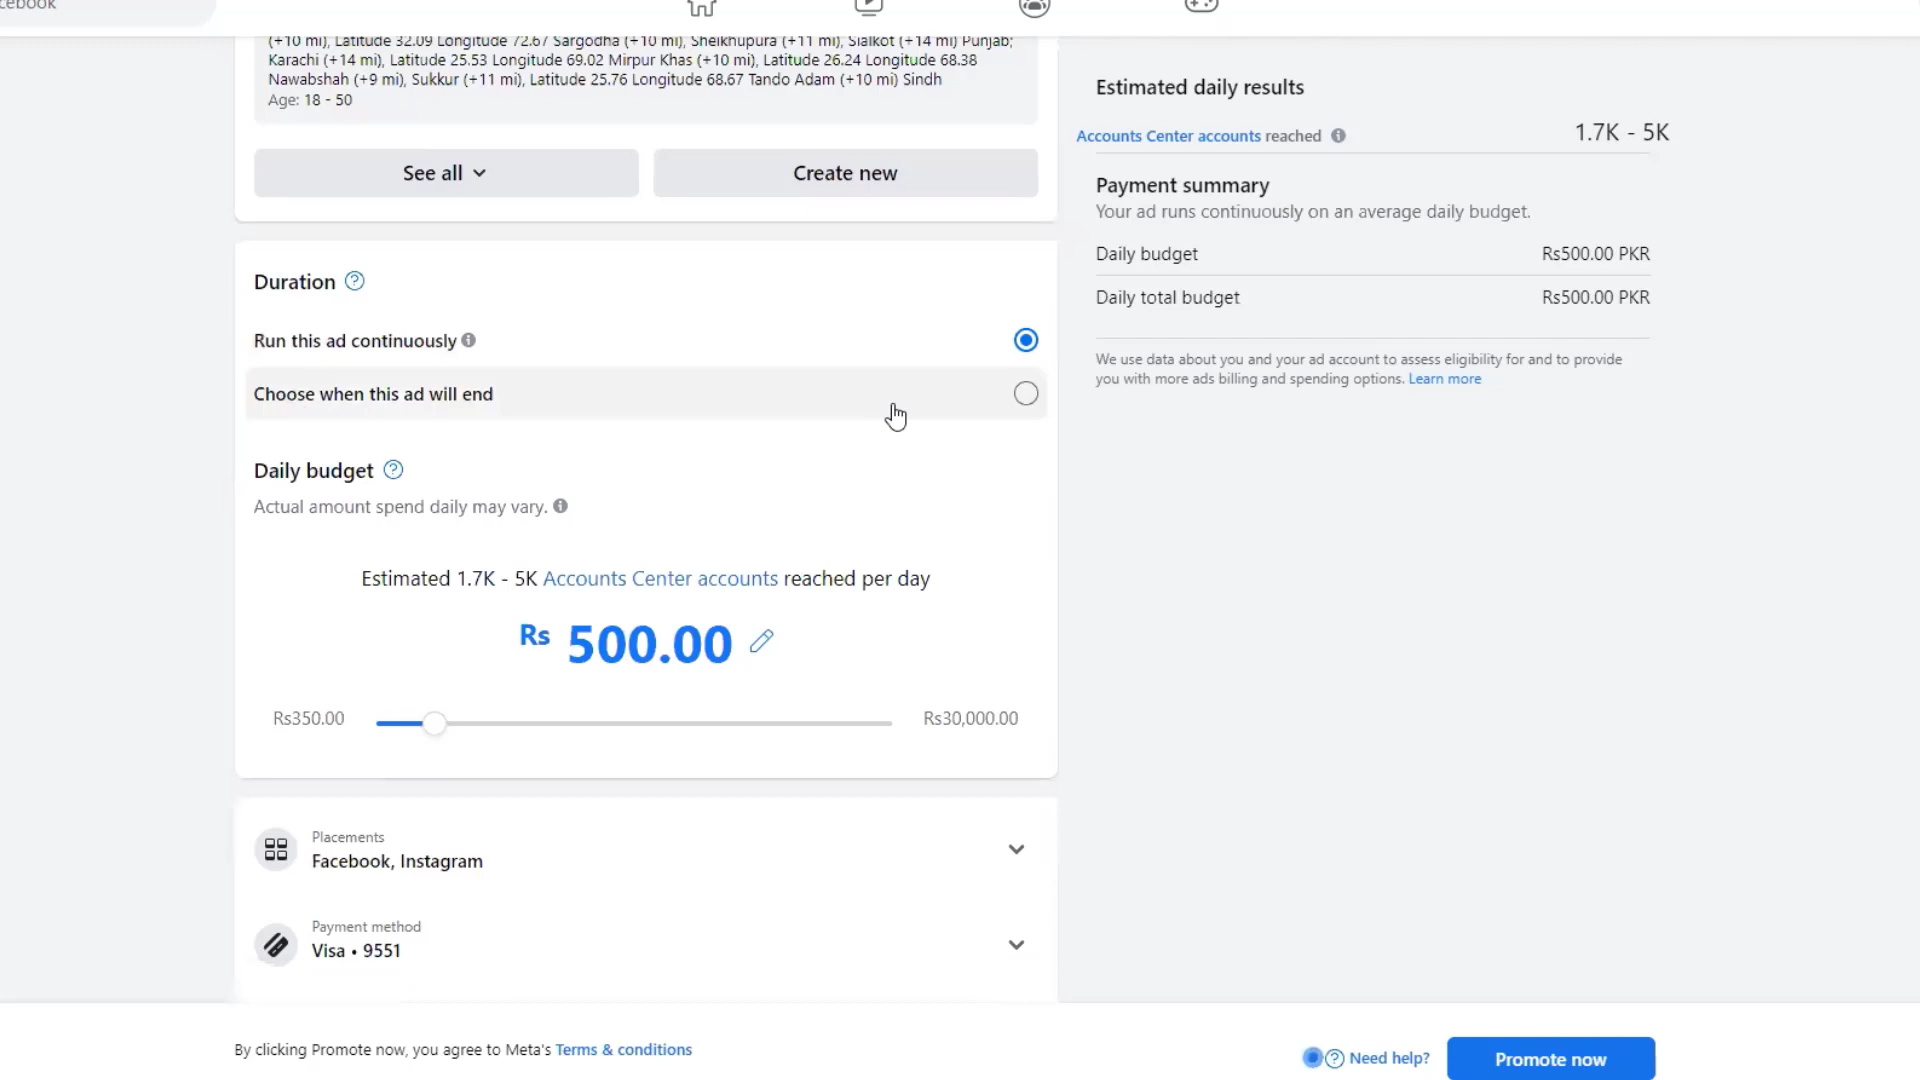 cebook
(+10 mi), Latitude 32.09 Longitude 72.67 Sargodha (+10 mi), Sheikhupura (+11 mi), Sialkot (+14 mi) Punjab;
Karachi (+14 mi), Latitude 25.53 Longitude 69.02 Mirpur Khas (+10 mi), Latitude 26.24 Longitude 68.38
Nawabshah (+9 mi), Sukkur (+11 mi), Latitude 25.76 Longitude 68.67 Tando Adam (+10 mi) Sindh
Age: 18 - 50
See all
Create new
Duration
Run this ad continuously
Choose when this ad will end
Daily budget
Actual amount spend daily may vary.
Estimated 1.7K - 5K Accounts Center accounts reached per day
Rs 500.00
Rs350.00
Rs30,000.00
Placements
Facebook, Instagram
Payment method
Visa • 9551
Estimated daily results
Accounts Center accounts reached 1.7K - 5K
Payment summary
Your ad runs continuously on an average daily budget.
Daily budget Rs500.00 PKR
Daily total budget Rs500.00 PKR
We use data about you and your ad account to assess eligibility for and to provide
you with more ads billing and spending options. Learn more
By clicking Promote now, you agree to Meta's Terms & conditions
Need help?
Promote now